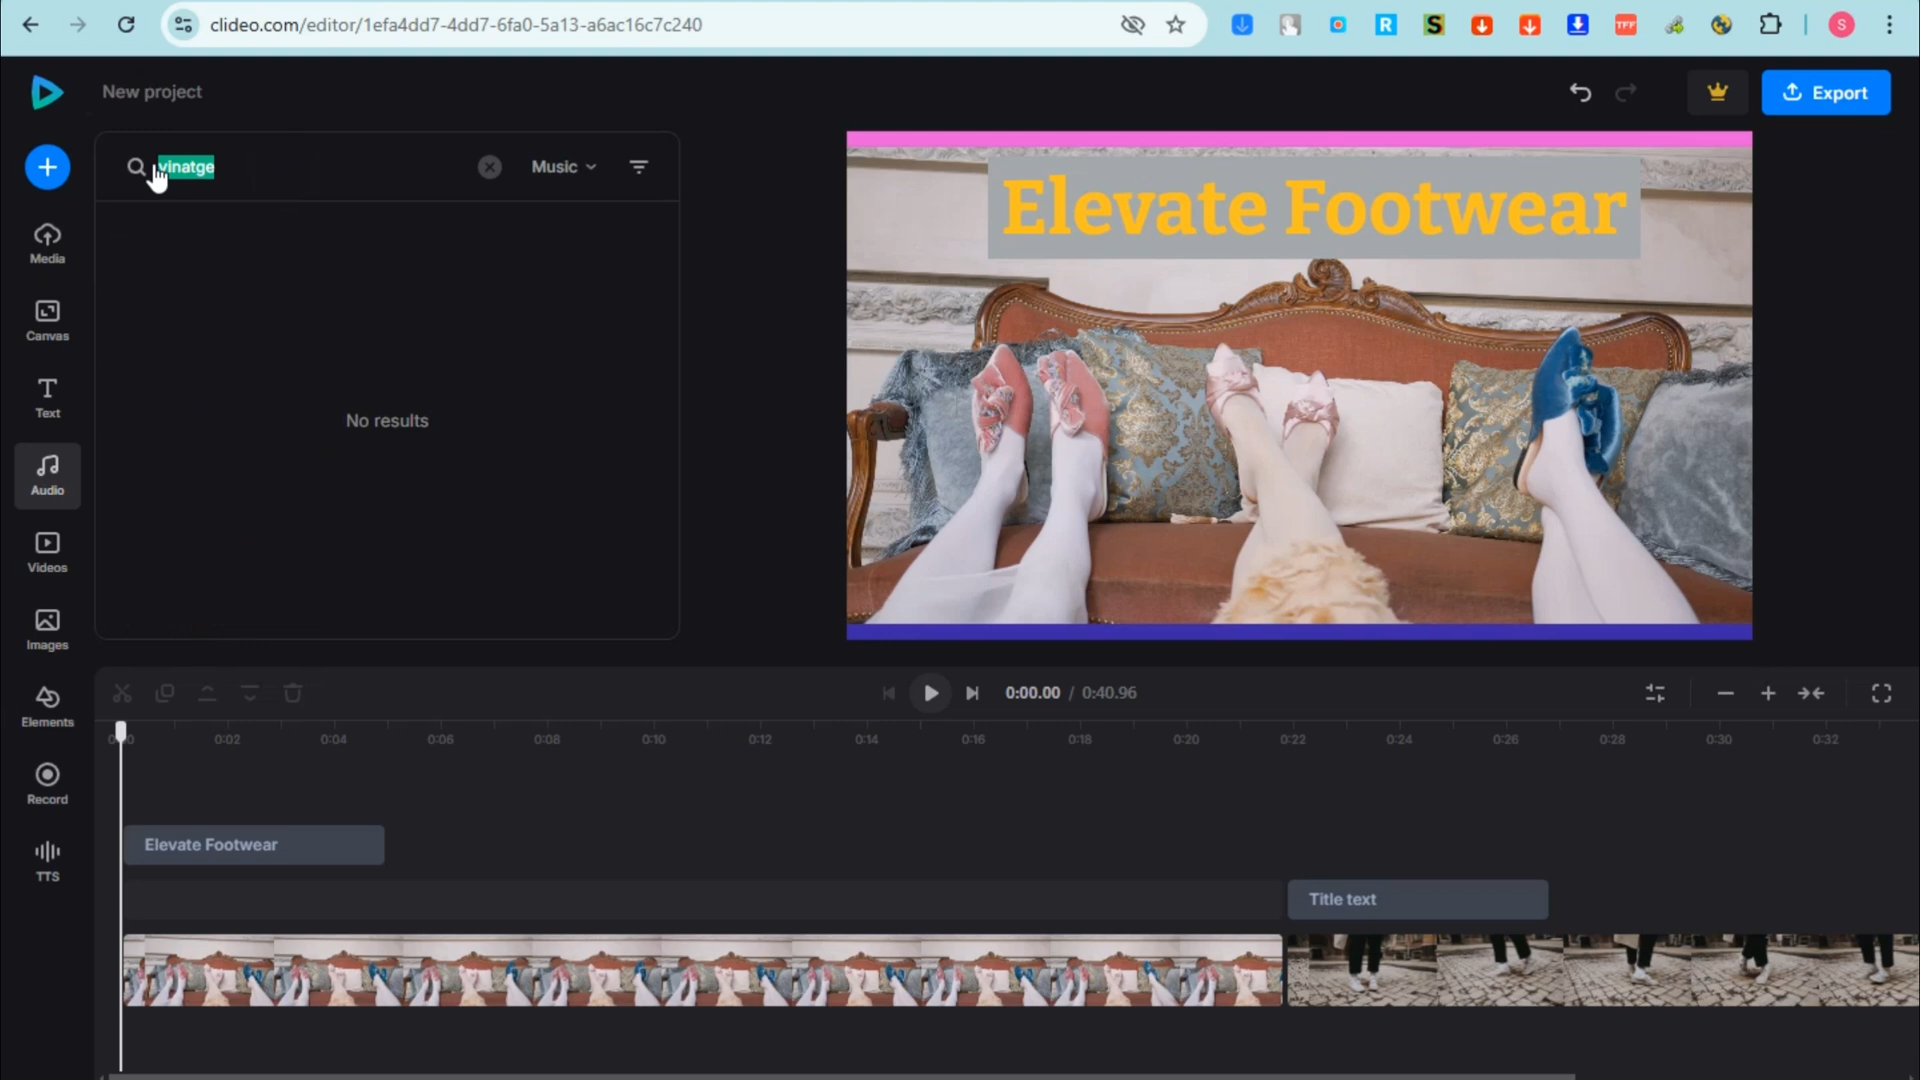 clideo.com/editor/1efa4dd7-4dd7-6fa0-5a13-a6ac16c7c240
R
S
TFF
S
New project
Export
vinatge
Music
Media
Canvas
Text
Audio
Videos
Images
Elements
Record
TTS
No results
Elevate Footwear
0:00.00 / 0:40.96
0:02 0:04 0:06 0:08 0:10 0:12 0:14 0:16 0:18 0:20 0:22 0:24 0:26 0:28 0:30 0:32
Elevate Footwear
Title text